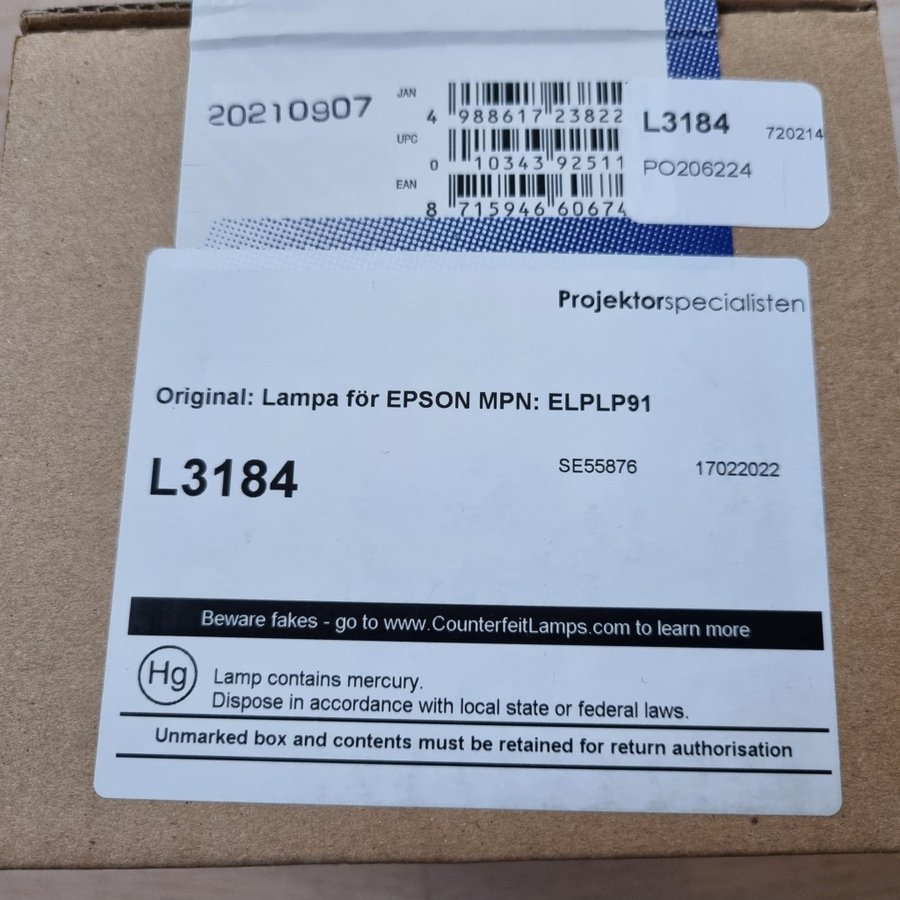 20210907
JAN
4 988617 23822
UPC
0 10343 92511
EAN
8 715946 60674
L3184 720214
PO206224
Projektorspecialisten
Original: Lampa för EPSON MPN: ELPLP91
L3184 SE55876 17022022
Beware fakes - go to www.CounterfeitLamps.com to learn more
Hg Lamp contains mercury.
Dispose in accordance with local state or federal laws.
Unmarked box and contents must be retained for return authorisation